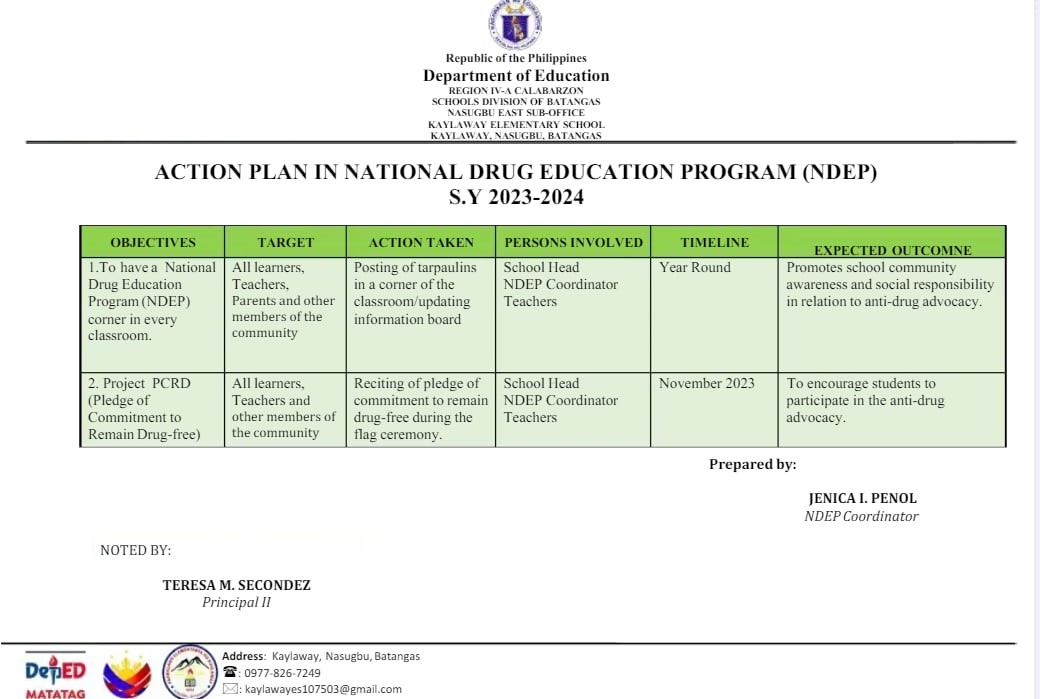 Republic of the Philippines
Department of Education
REGION IV-A CALABARZON
SCHOOLS DIVISION OF BATANGAS
NASUGBU EAST SUB-OFFICE
KAYLAWAY ELEMENTARY SCHOOL
KAYLAWAY, NASUGBU, BATANGAS
ACTION PLAN IN NATIONAL DRUG EDUCATION PROGRAM (NDEP)
S.Y 2023-2024
OBJECTIVES
TARGET
ACTION TAKEN
PERSONS INVOLVED
TIMELINE
EXPECTED OUTCOMNE
1.To have a National
Drug Education
Program (NDEP)
corner in every
classroom.
All learners,
Teachers,
Parents and other
members of the
community
Posting of tarpaulins
in a corner of the
classroom/updating
information board
School Head
NDEP Coordinator
Teachers
Year Round
Promotes school community
awareness and social responsibility
in relation to anti-drug advocacy.
2. Project PCRD
(Pledge of
Commitment to
Remain Drug-free)
All learners,
Teachers and
other members of
the community
Reciting of pledge of
commitment to remain
drug-free during the
flag ceremony.
School Head
NDEP Coordinator
Teachers
November 2023
To encourage students to
participate in the anti-drug
advocacy.
Prepared by:
JENICA I. PENOL
NDEP Coordinator
NOTED BY:
TERESA M. SECONDEZ
Principal II
DepED
MATATAG
Address: Kaylaway, Nasugbu, Batangas
: 0977-826-7249
: kaylawayes107503@gmail.com